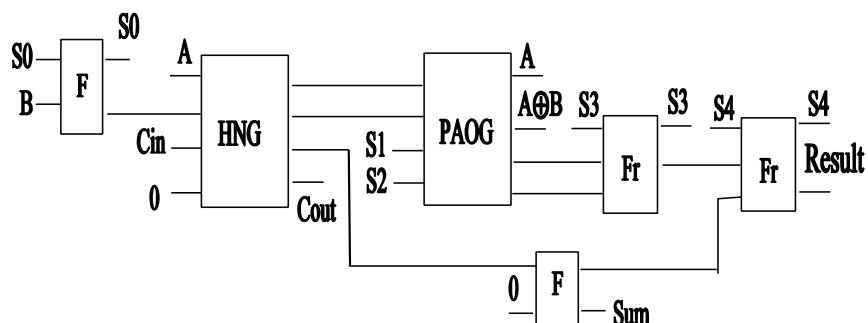 S0
S0
B
F
A
Cin
0
HNG
Cout
S1
S2
PAOG
A
A⊕B
S3
S3
Fr
S4
S4
Fr
Result
0
F
Sum